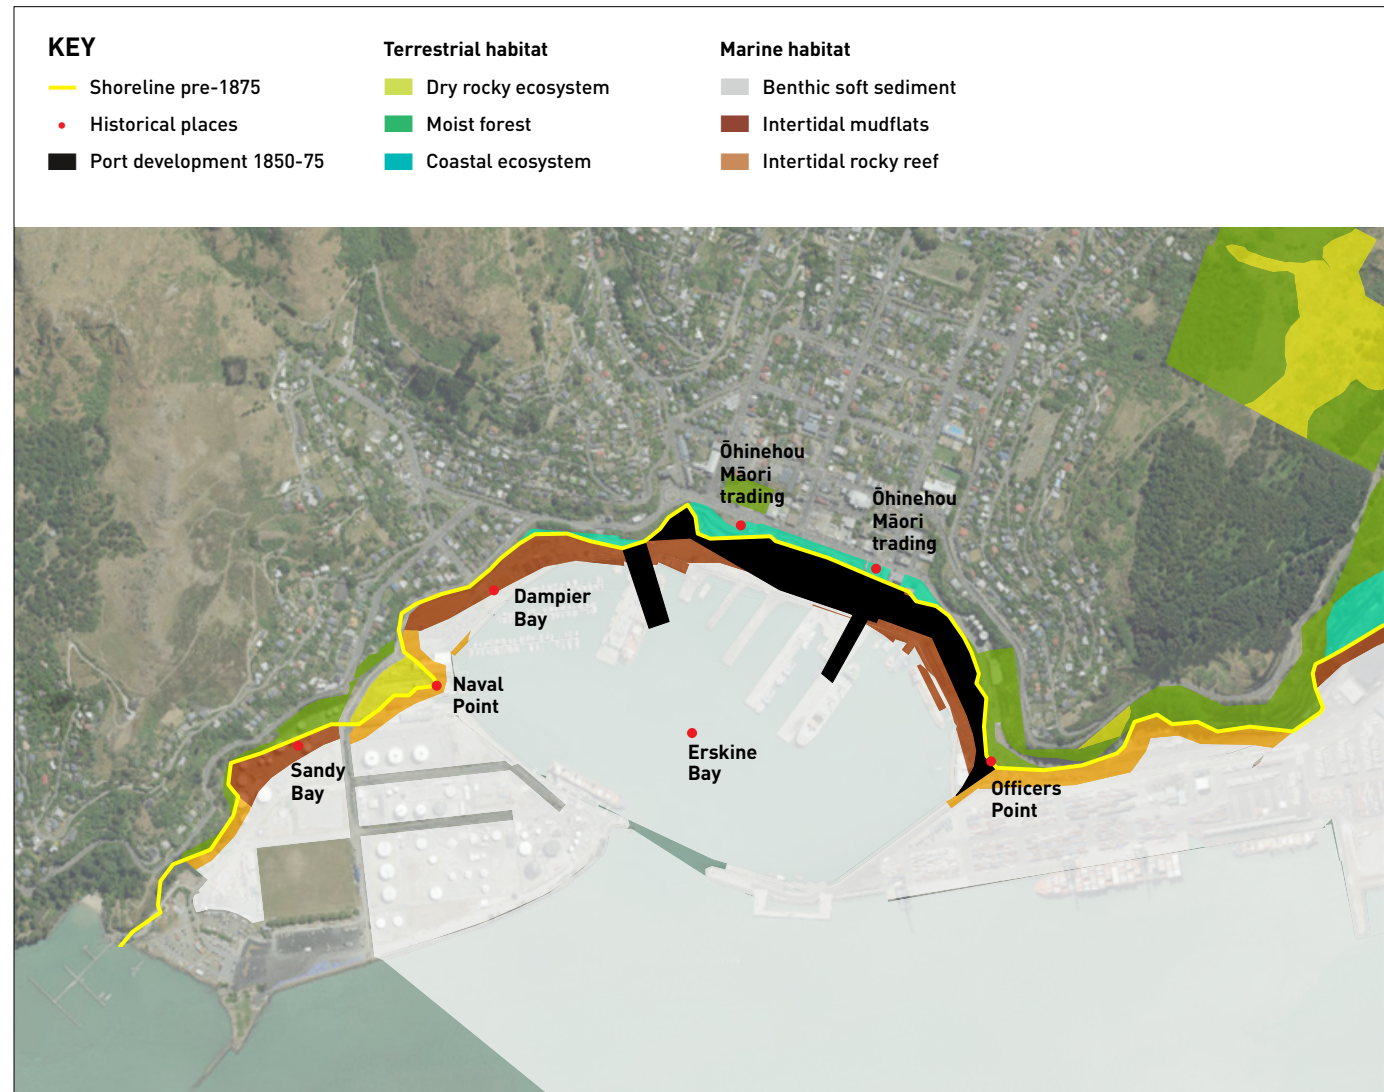 KEY
Shoreline pre-1875
Historical places
Port development 1850-75
Terrestrial habitat
Dry rocky ecosystem
Moist forest
Coastal ecosystem
Marine habitat
Benthic soft sediment
Intertidal mudflats
Intertidal rocky reef
Ōhinehou
Māori
trading
Ōhinehou
Māori
trading
Dampier
Bay
Naval
Point
Erskine
Bay
Sandy
Bay
Officers
Point